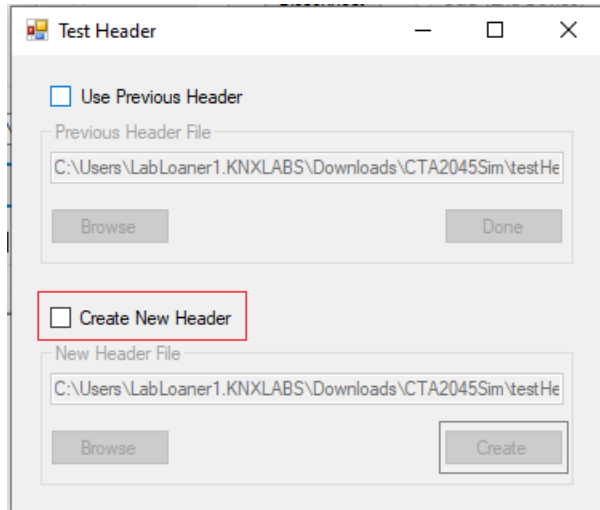 Test Header
Use Previous Header
Previous Header File
C:\Users\LabLoaner1.KNXLABS\Downloads\CTA2045Sim\testHe
Browse
Done
Create New Header
New Header File
C:\Users\LabLoaner1.KNXLABS\Downloads\CTA2045Sim\testHe
Browse
Create